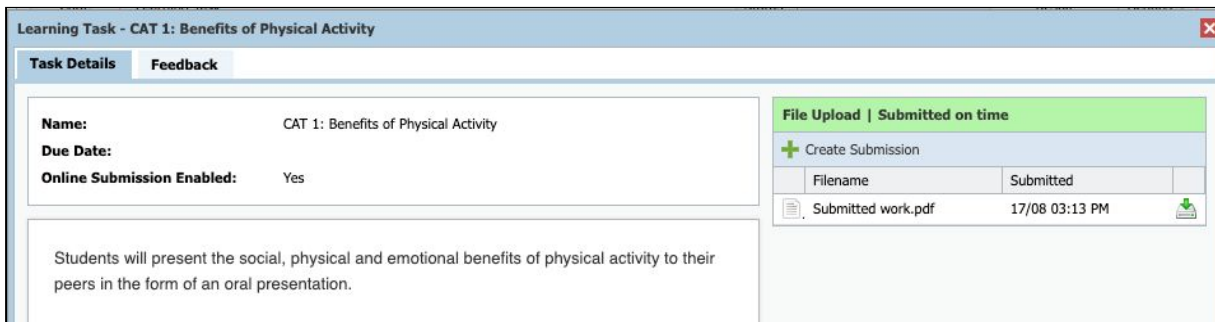 Learning Task - CAT 1: Benefits of Physical Activity
Task Details Feedback
Name: CAT 1: Benefits of Physical Activity
Due Date:
Online Submission Enabled: Yes
Students will present the social, physical and emotional benefits of physical activity to their
peers in the form of an oral presentation.
File Upload | Submitted on time
Create Submission
Filename Submitted
Submitted work.pdf 17/08 03:13 PM